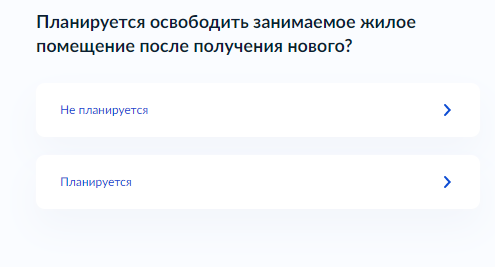 Планируется освободить занимаемое жилое
помещение после получения нового?
Не планируется
Планируется